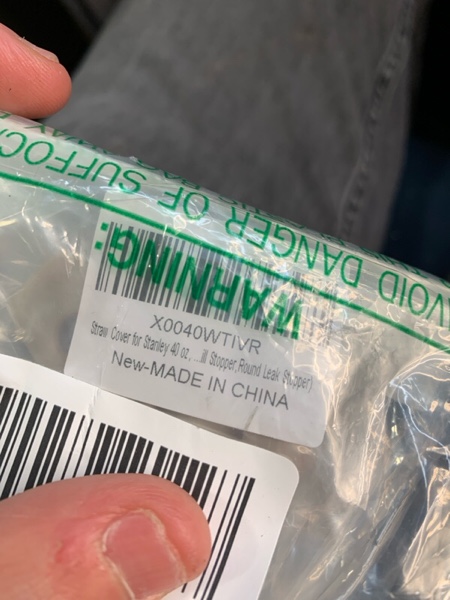 AVOID DANGER OF SUFFOC
WARNING:
X0040WTIVR
Straw Cover for Stanley 40 oz, ...ill Stopper,Round Leak Stopper)
New-MADE IN CHINA